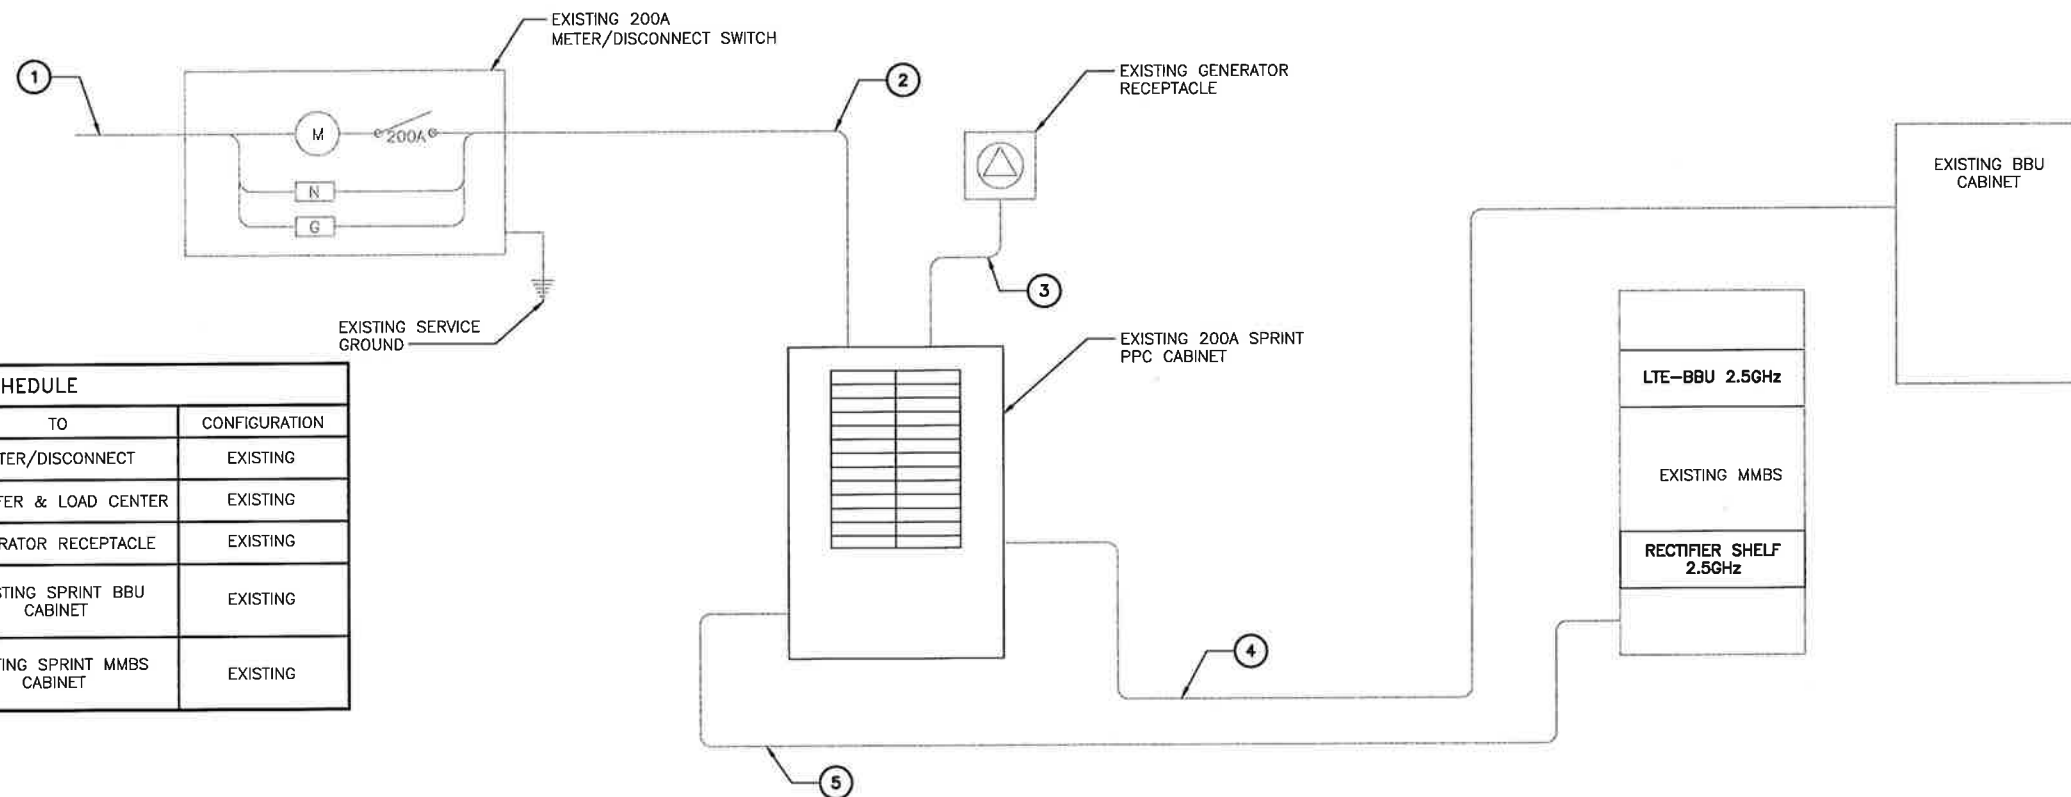 EXISTING 200A
METER/DISCONNECT SWITCH
1
2
EXISTING GENERATOR
RECEPTACLE
M
200A
N
G
EXISTING BBU
CABINET
3
EXISTING SERVICE
GROUND
EXISTING 200A SPRINT
PPC CABINET
LTE-BBU 2.5GHz
EXISTING MMBS
RECTIFIER SHELF
2.5GHz
HEDULE
TO CONFIGURATION
TER/DISCONNECT EXISTING
FER & LOAD CENTER EXISTING
RATOR RECEPTACLE EXISTING
STING SPRINT BBU
CABINET EXISTING
TING SPRINT MMBS
CABINET EXISTING
4
5